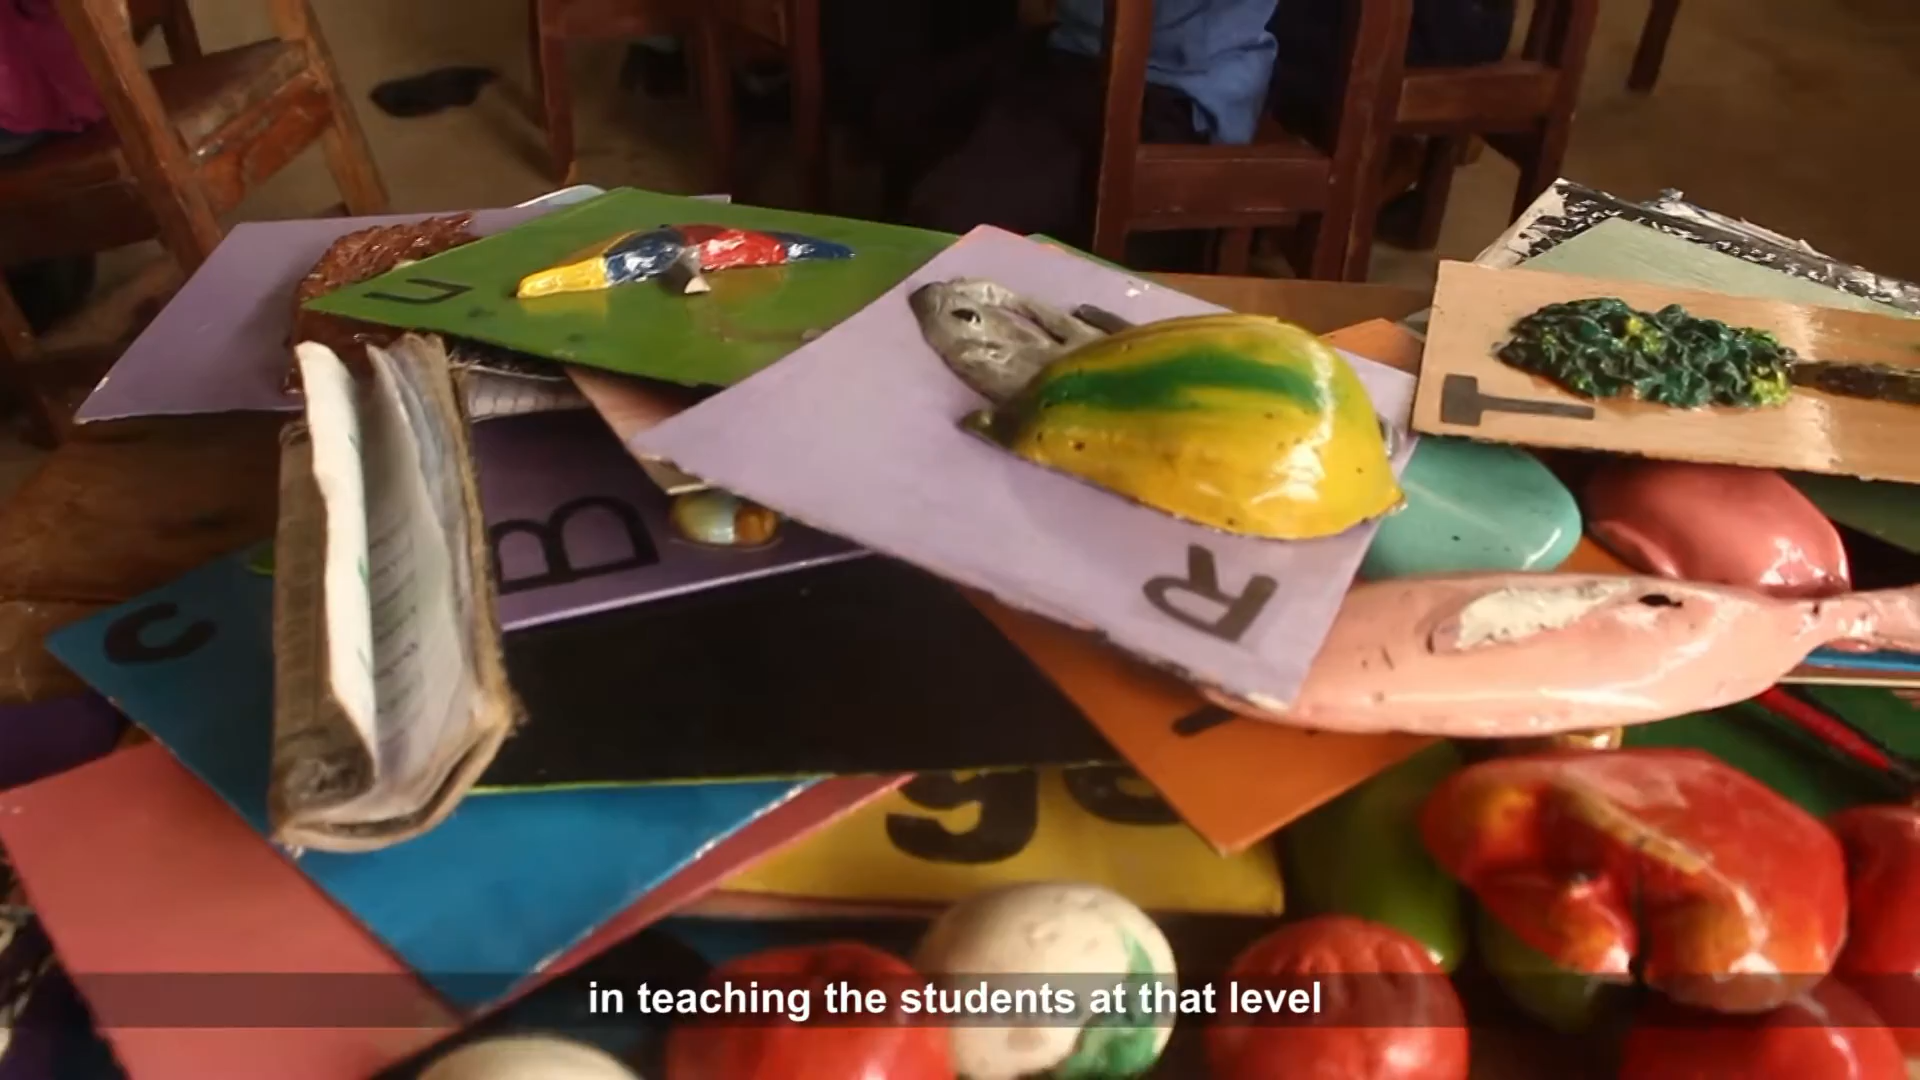 U
T
B
R
C
g
in teaching the students at that level